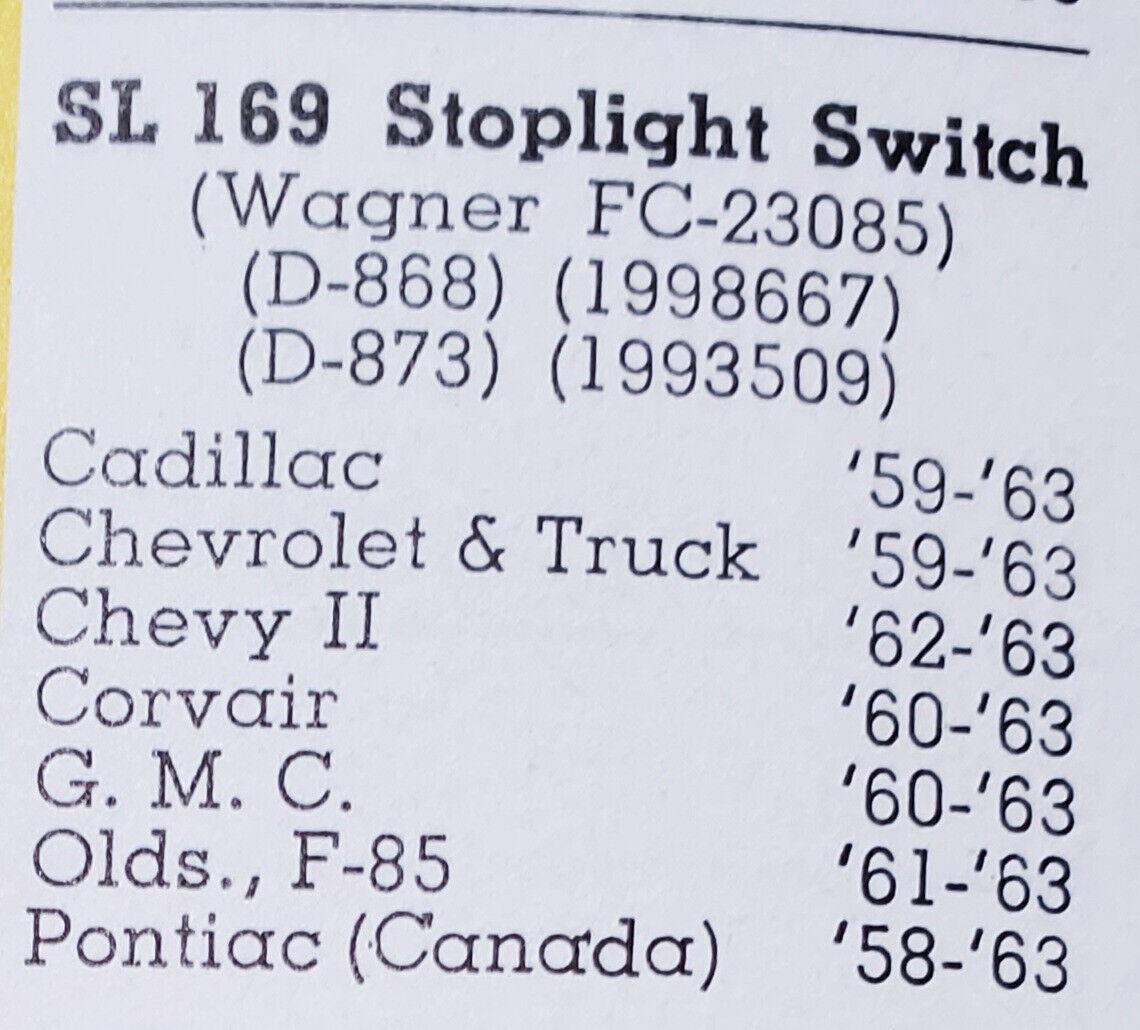 SL 169 Stoplight Switch
(Wagner FC-23085)
(D-868) (1998667)
(D-873) (1993509)
Cadillac '59-'63
Chevrolet & Truck '59-'63
Chevy II '62-'63
Corvair '60-'63
G. M. C. '60-'63
Olds., F-85 '61-'63
Pontiac (Canada) '58-'63